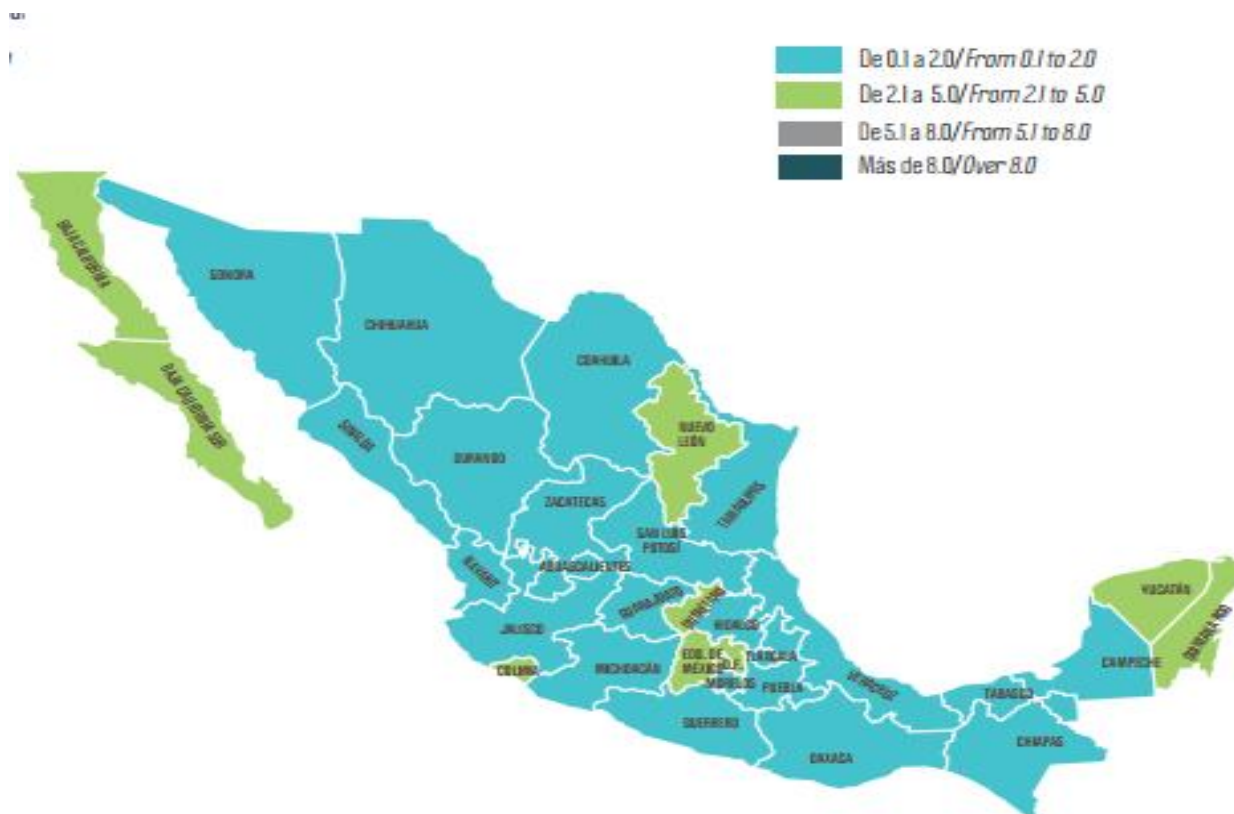 De 0.1 a 2.0/From 0.1 to 2.0
De 2.1 a 5.0/From 2.1 to 5.0
De 5.1 a 8.0/From 5.1 to 8.0
Más de 8.0/Over 8.0
BAJA CALIFORNIA
SONORA
CHIHUAHUA
COAHUILA
BAJA CALIFORNIA SUR
SINALOA
DURANGO
NUEVO
LEÓN
ZACATECAS
TAMAULIPAS
SAN LUIS
POTOSÍ
NAYARIT
AGUASCALIENTES
GUANAJUATO
QUERÉTARO
HIDALGO
YUCATÁN
JALISCO
COLIMA
MICHOACÁN
EDO. DE
MÉXICO
D.F.
TLAXCALA
MORELOS
PUEBLA
VERACRUZ
CAMPECHE
TABASCO
GUERRERO
OAXACA
CHIAPAS